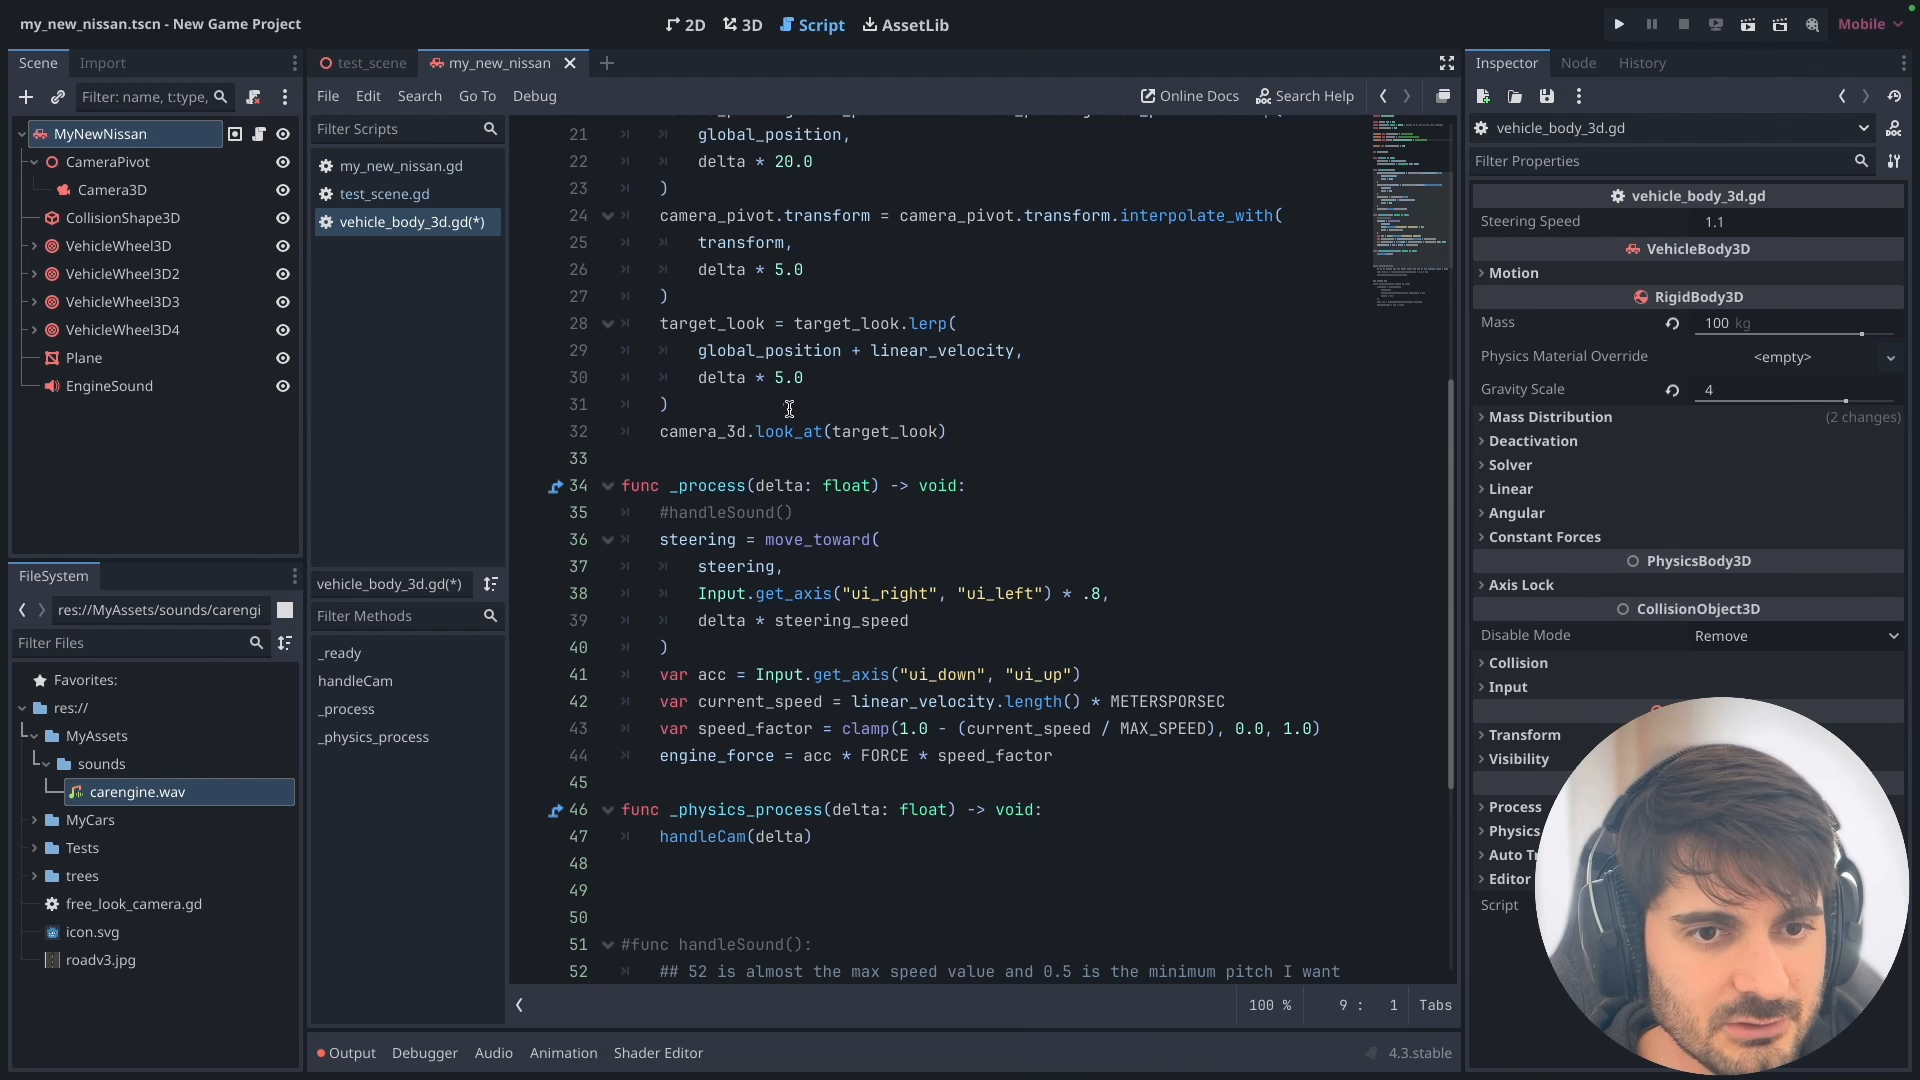 my_new_nissan.tscn - New Game Project
2D
3D
Script
AssetLib
Mobile
Scene
Import
Filter: name, t:type,
MyNewNissan
CameraPivot
Camera3D
CollisionShape3D
VehicleWheel3D
VehicleWheel3D2
VehicleWheel3D3
VehicleWheel3D4
Plane
EngineSound
FileSystem
res://MyAssets/sounds/carengi
Filter Files
Favorites:
res://
MyAssets
sounds
carengine.wav
MyCars
Tests
trees
free_look_camera.gd
icon.svg
roadv3.jpg
test_scene
my_new_nissan
File Edit Search Go To Debug
Online Docs
Search Help
Filter Scripts
my_new_nissan.gd
test_scene.gd
vehicle_body_3d.gd(*)
vehicle_body_3d.gd(*)
Filter Methods
_ready
handleCam
_process
_physics_process
21 global_position,
22 delta * 20.0
23 )
24 camera_pivot.transform = camera_pivot.transform.interpolate_with(
25 transform,
26 delta * 5.0
27 )
28 target_look = target_look.lerp(
29 global_position + linear_velocity,
30 delta * 5.0
31 )
32 camera_3d.look_at(target_look)
33
34 func _process(delta: float) -> void:
35 #handleSound()
36 steering = move_toward(
37 steering,
38 Input.get_axis("ui_right", "ui_left") * .8,
39 delta * steering_speed
40 )
41 var acc = Input.get_axis("ui_down", "ui_up")
42 var current_speed = linear_velocity.length() * METERSPORSEC
43 var speed_factor = clamp(1.0 - (current_speed / MAX_SPEED), 0.0, 1.0)
44 engine_force = acc * FORCE * speed_factor
45
46 func _physics_process(delta: float) -> void:
47 handleCam(delta)
48
49
50
51 #func handleSound():
52 ## 52 is almost the max speed value and 0.5 is the minimum pitch I want
100 % 9 : 1 Tabs
Output Debugger Audio Animation Shader Editor
4.3.stable
Inspector
Node
History
vehicle_body_3d.gd
Filter Properties
vehicle_body_3d.gd
Steering Speed 1.1
VehicleBody3D
Motion
RigidBody3D
Mass 100 kg
Physics Material Override <empty>
Gravity Scale 4
Mass Distribution (2 changes)
Deactivation
Solver
Linear
Angular
Constant Forces
PhysicsBody3D
Axis Lock
CollisionObject3D
Disable Mode Remove
Collision
Input
Transform
Visibility
Process
Physics
Auto
Editor
Script